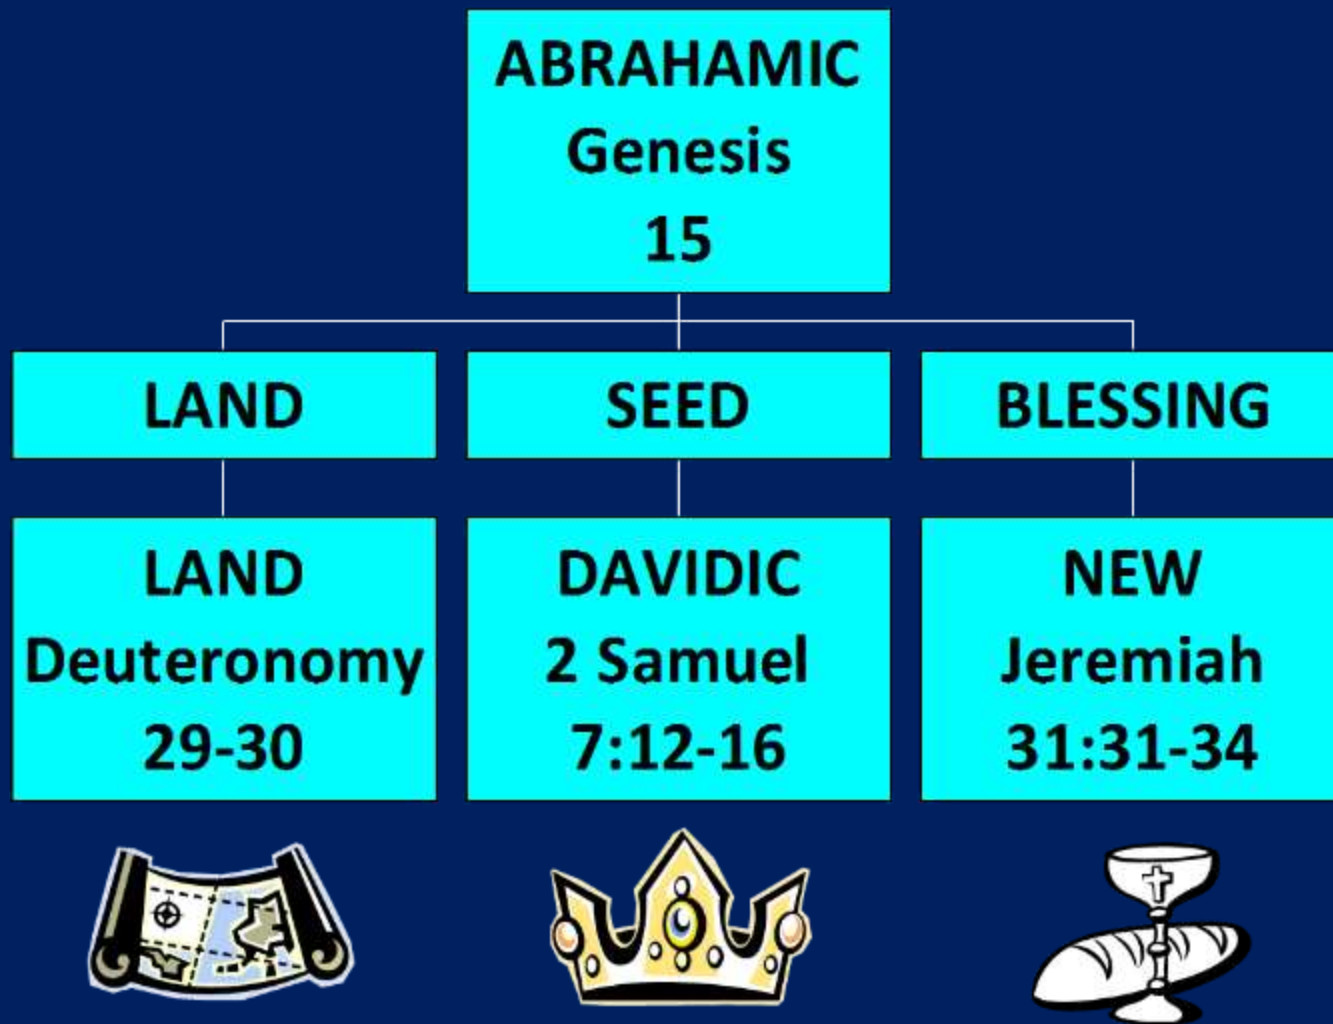 ABRAHAMIC
Genesis
15
LAND
SEED
BLESSING
LAND
Deuteronomy
29-30
DAVIDIC
2 Samuel
7:12-16
NEW
Jeremiah
31:31-34